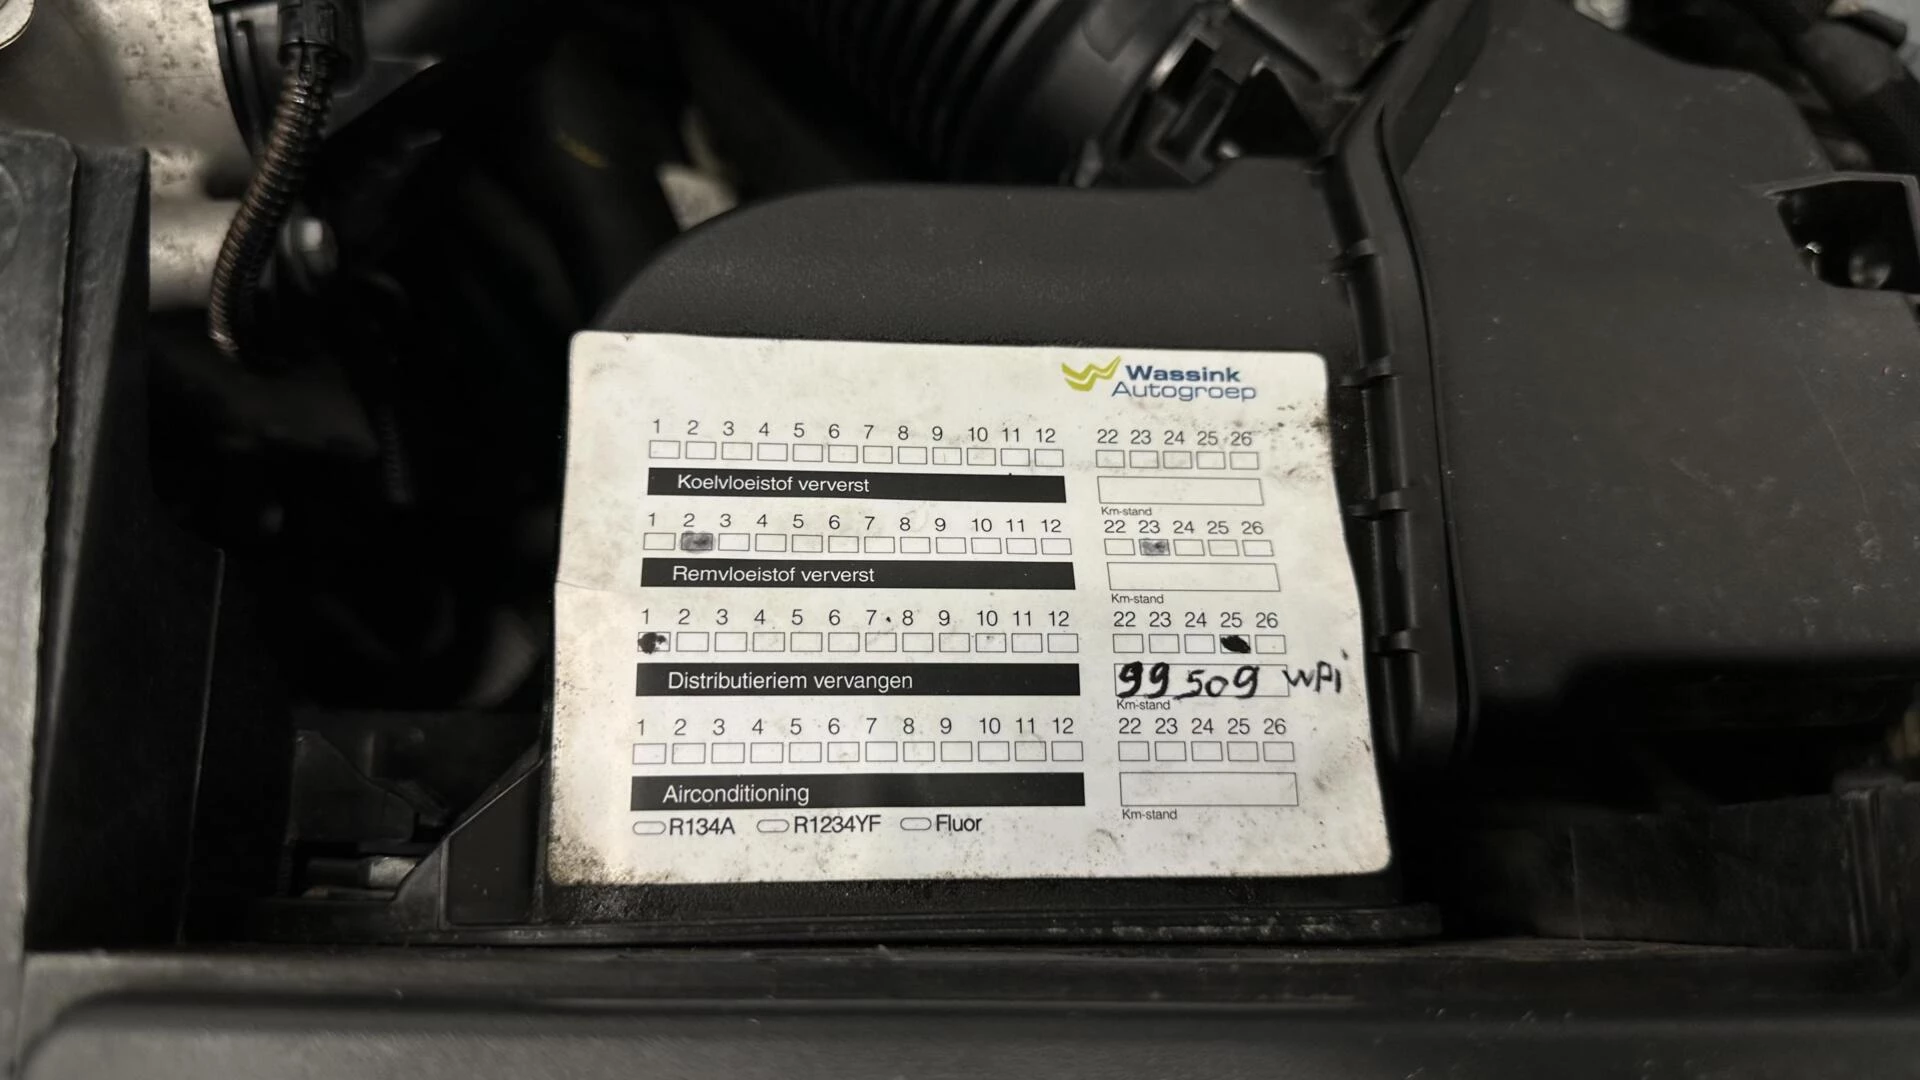 Wassink
Autogroep
1 2 3 4 5 6 7 8 9 10 11 12 22 23 24 25 26
Koelvloeistof ververst
Km-stand
1 2 3 4 5 6 7 8 9 10 11 12 22 23 24 25 26
Remvloeistof ververst
Km-stand
1 2 3 4 5 6 7 8 9 10 11 12 22 23 24 25 26
Distributieriem vervangen 99509 WPi
Km-stand
1 2 3 4 5 6 7 8 9 10 11 12 22 23 24 25 26
Airconditioning
Km-stand
R134A R1234YF Fluor